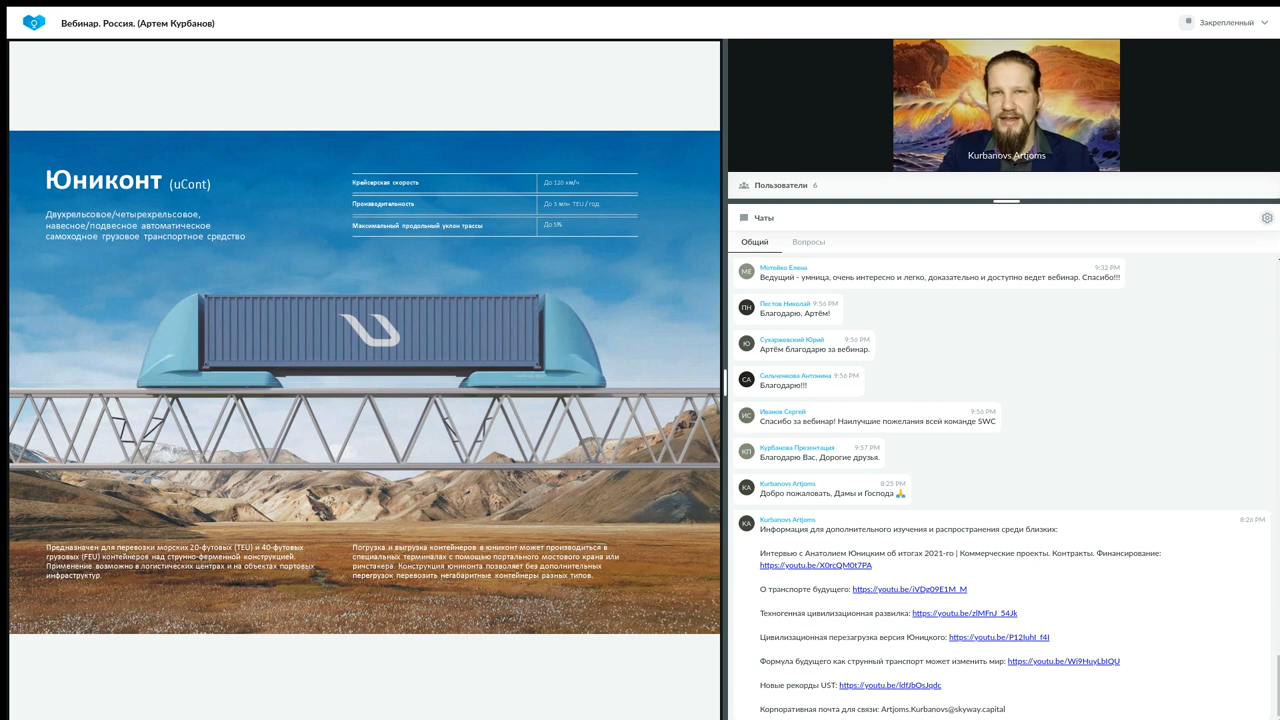 Вебинар. Россия. (Артем Курбанов)
Закрепленный
Юниконт (uCont)
Двухрельсовое/четырехрельсовое,
навесное/подвесное автоматическое
самоходное грузовое транспортное средство
Крейсерская скорость До 120 км/ч
Производительность До 5 млн TEU / год
Максимальный продольный уклон трассы До 5%
Предназначен для перевозки морских 20-футовых (TEU) и 40-футовых
грузовых (FEU) контейнеров над струнно-ферменной конструкцией.
Применение возможно в логистических центрах и на объектах портовых
инфраструктур.
Погрузка и выгрузка контейнеров в юниконт может производиться в
специальных терминалах с помощью портального мостового крана или
ричстакера. Конструкция юниконта позволяет без дополнительных
перегрузок перевозить негабаритные контейнеры разных типов.
Kurbanovs Artjoms
Пользователи 6
Чаты
Общий Вопросы
ME Мотейко Елена 9:32 PM
Ведущий - умница, очень интересно и легко, доказательно и доступно ведет вебинар. Спасибо!!!
ПН Пестов Николай 9:56 PM
Благодарю, Артём!
Ю Сухаржевский Юрий 9:56 PM
Артём благодарю за вебинар.
СА Сильченкова Антонина 9:56 PM
Благодарю!!!
ИС Иванов Сергей 9:56 PM
Спасибо за вебинар! Наилучшие пожелания всей команде SWC
КП Курбанова Презентация 9:57 PM
Благодарю Вас, Дорогие друзья.
KA Kurbanovs Artjoms 8:25 PM
Добро пожаловать, Дамы и Господа 🙏
KA Kurbanovs Artjoms 8:26 PM
Информация для дополнительного изучения и распространения среди близких:
Интервью с Анатолием Юницким об итогах 2021-го | Коммерческие проекты. Контракты. Финансирование:
https://youtu.be/X0rcQM0t7PA
О транспорте будущего: https://youtu.be/iVDg09E1M_M
Техногенная цивилизационная развилка: https://youtu.be/zlMFnJ_54Jk
Цивилизационная перезагрузка версия Юницкого: https://youtu.be/P12IuhI_f4I
Формула будущего как струнный транспорт может изменить мир: https://youtu.be/Wi9HuyLbIQU
Новые рекорды UST: https://youtu.be/ldfJbOsJqdc
Корпоративная почта для связи: Artjoms.Kurbanovs@skyway.capital